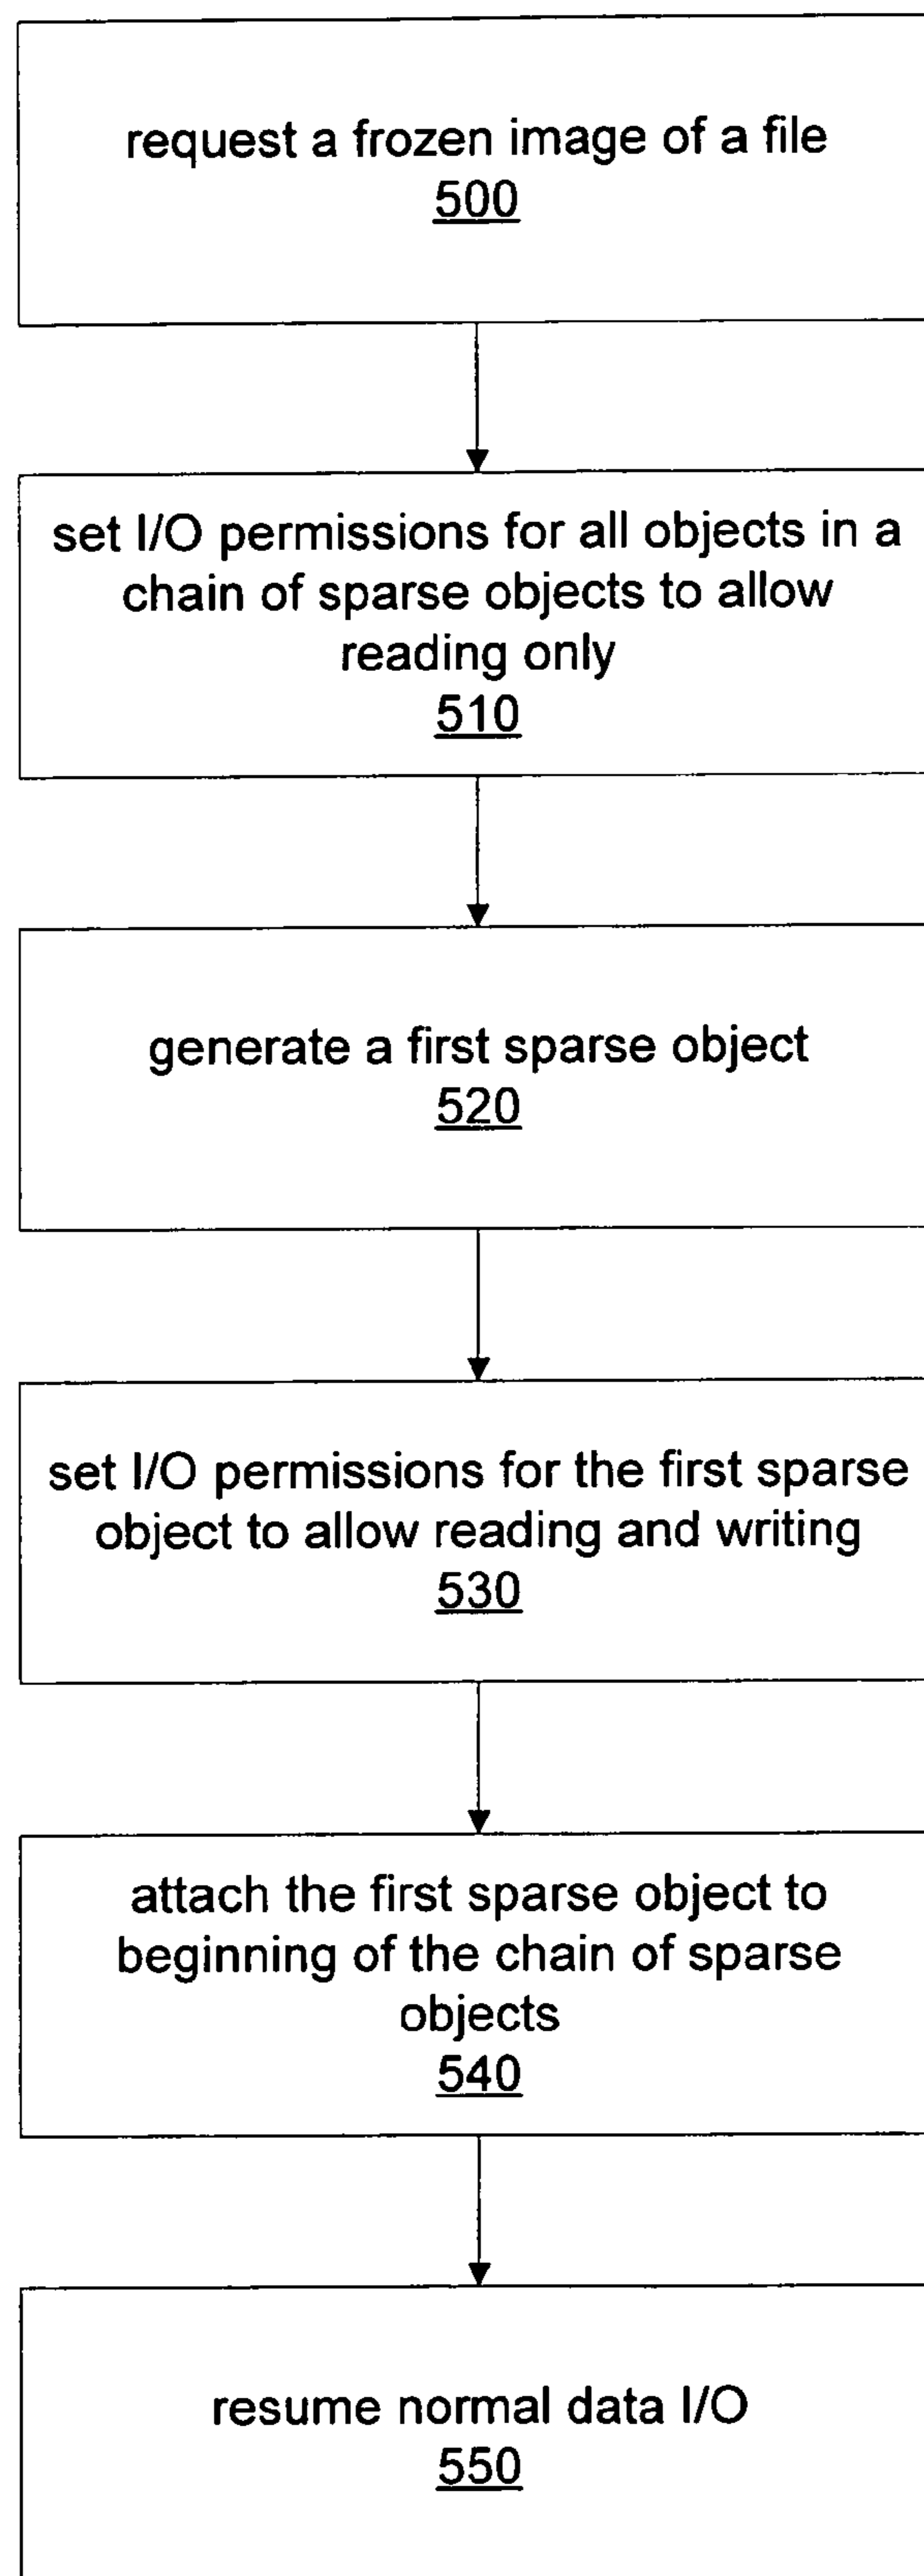 request a frozen image of a file
500
set I/O permissions for all objects in a
chain of sparse objects to allow
reading only
510
generate a first sparse object
520
set I/O permissions for the first sparse
object to allow reading and writing
530
attach the first sparse object to
beginning of the chain of sparse
objects
540
resume normal data I/O
550